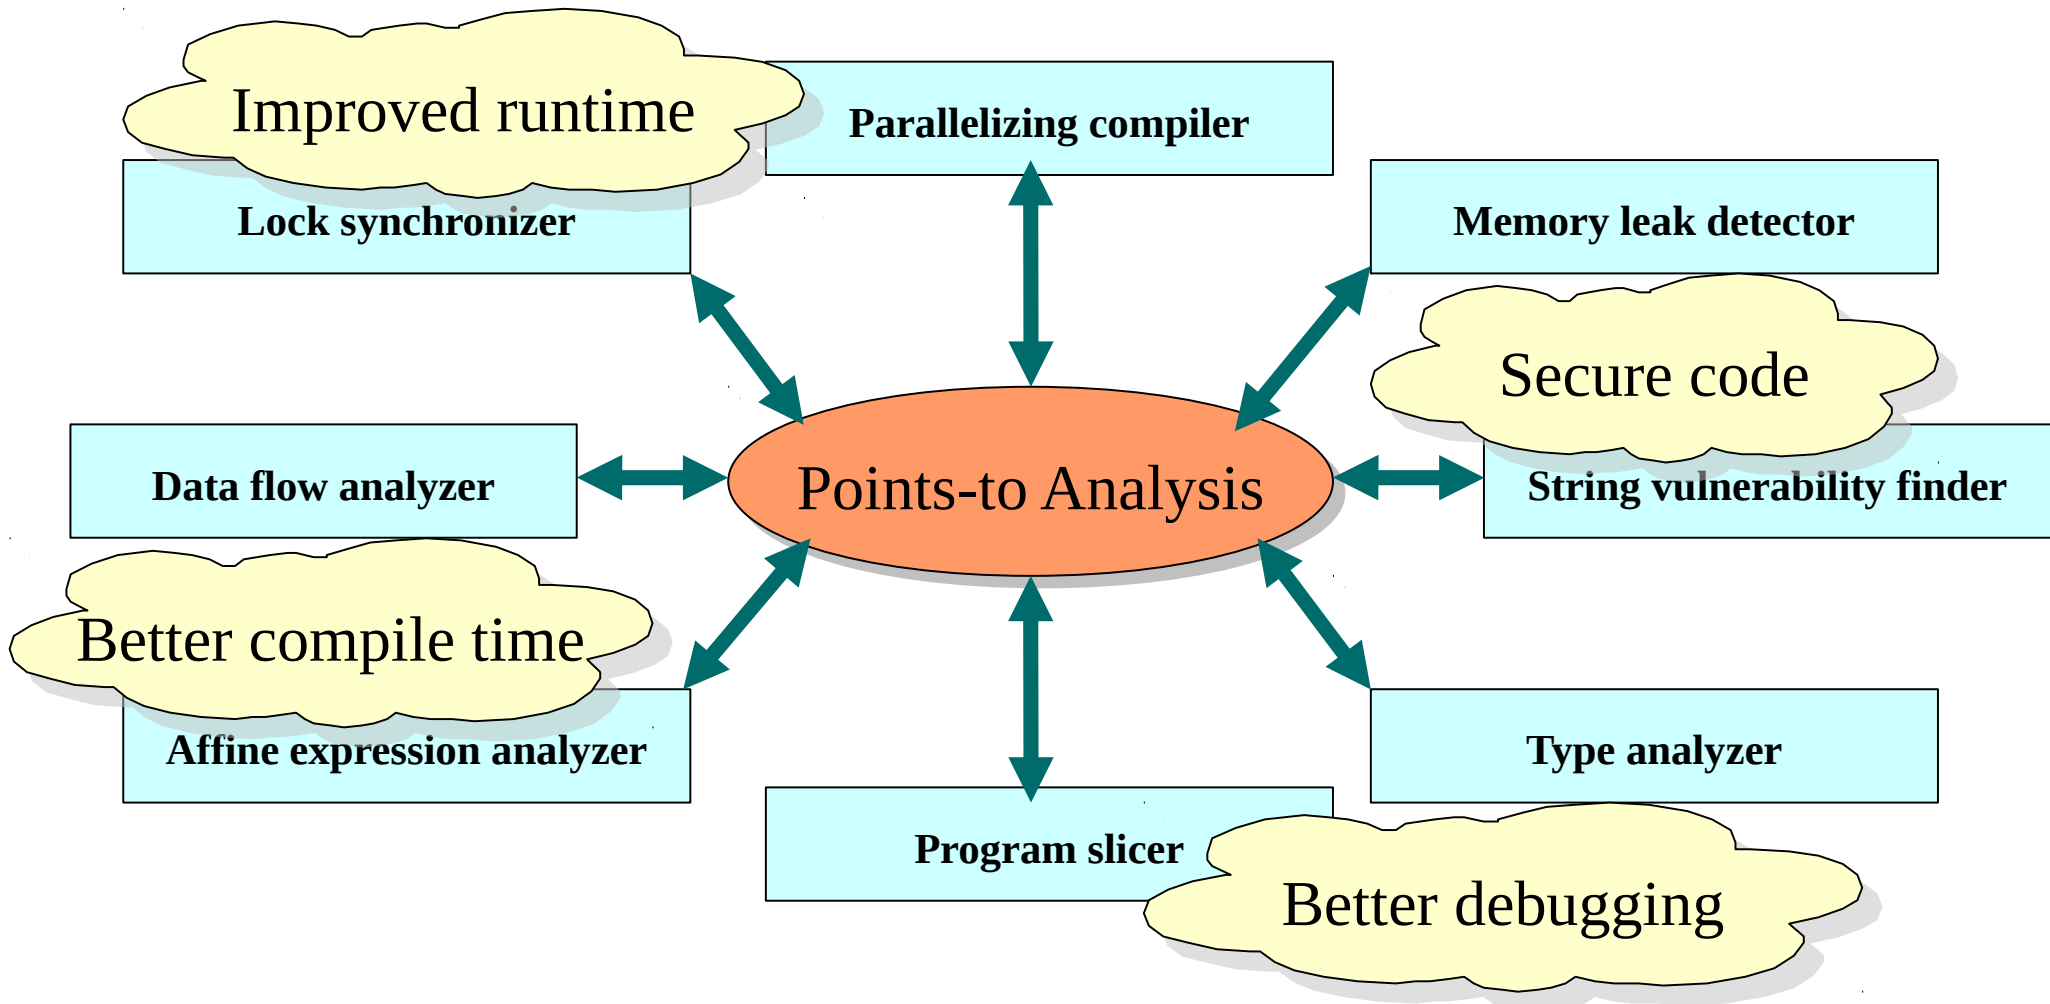 Improved runtime
Parallelizing compiler
Lock synchronizer
Memory leak detector
Secure code
Data flow analyzer
Points-to Analysis
String vulnerability finder
Better compile time
Affine expression analyzer
Type analyzer
Program slicer
Better debugging